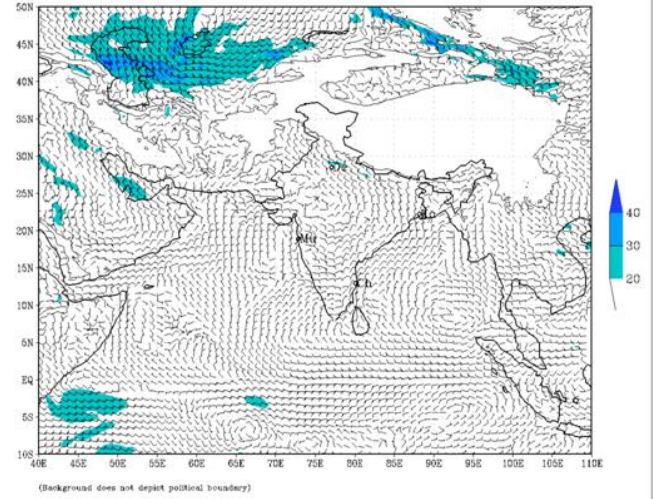 50N
45N
40N
35N
30N
25N
20N
15N
10N
5N
EQ
5S
10S
40E 45E 50E 55E 60E 65E 70E 75E 80E 85E 90E 95E 100E 105E 110E
Mu
Ch
40
30
20
(Background does not depict political boundary)